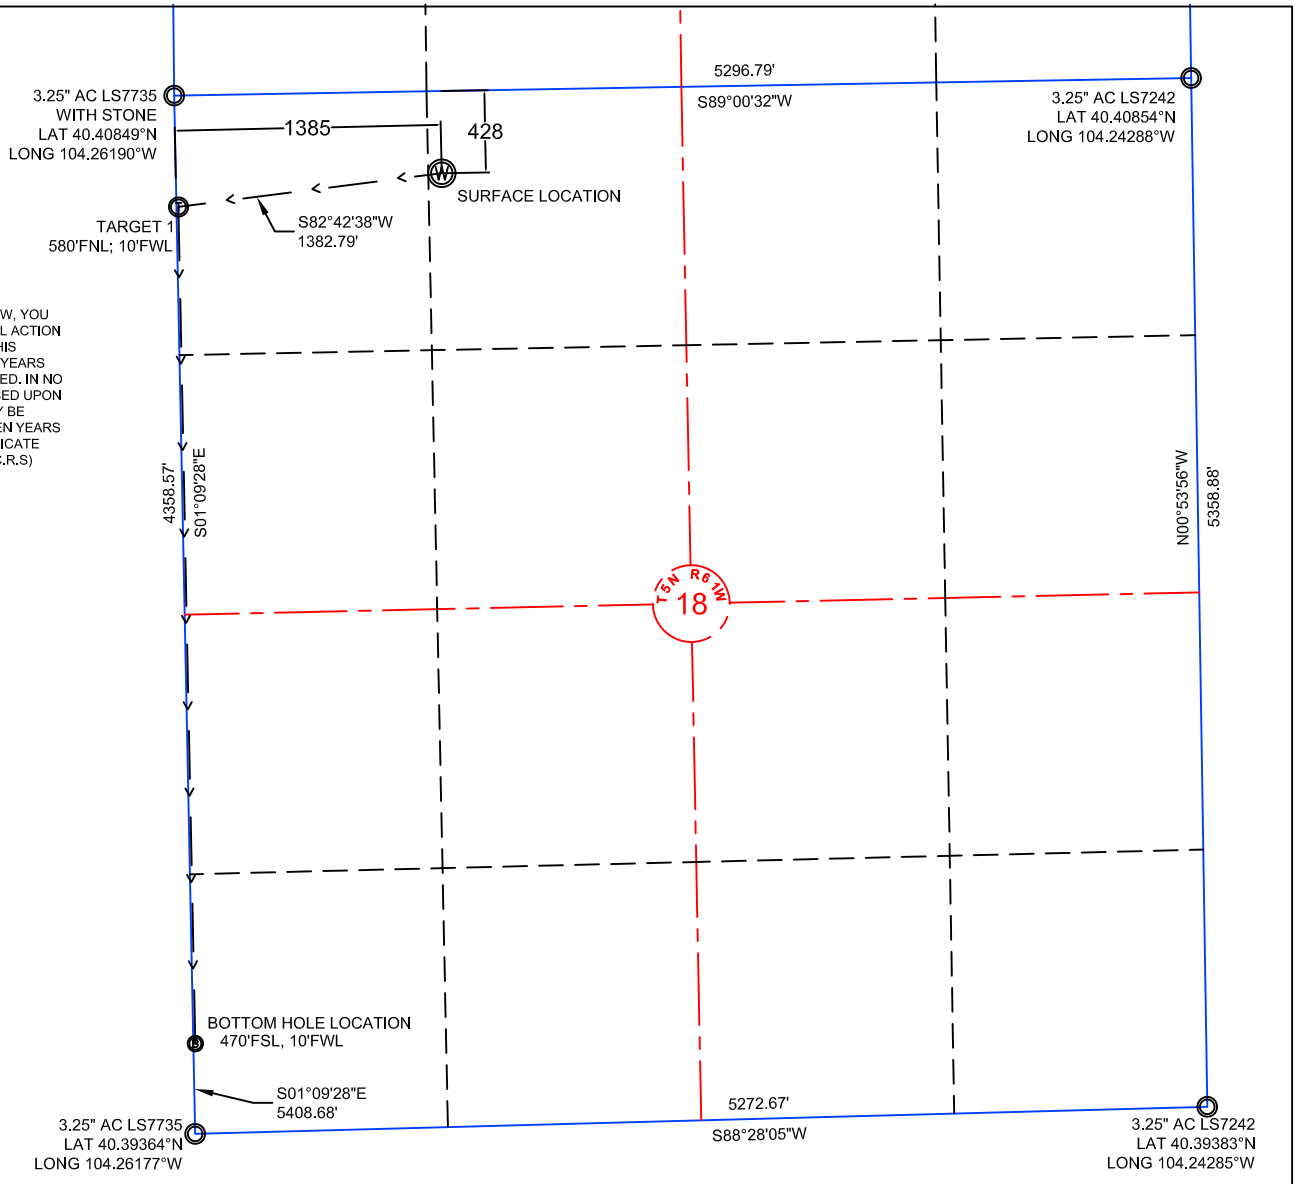 5296.79'
S89°00'32"W
3.25" AC LS7735
WITH STONE
LAT 40.40849°N
LONG 104.26190°W
3.25" AC LS7242
LAT 40.40854°N
LONG 104.24288°W
1385
428
W
SURFACE LOCATION
TARGET 1
580'FNL; 10'FWL
S82°42'38"W
1382.79'
W, YOU
L ACTION
HIS
YEARS
ED. IN NO
SED UPON
Y BE
EN YEARS
ICATE
C.R.S)
4358.57'
S01°09'28"E
N00°53'56"W
5358.88'
T 5N R61W
18
BOTTOM HOLE LOCATION
470'FSL, 10'FWL
B
S01°09'28"E
5408.68'
3.25" AC LS7735
LAT 40.39364°N
LONG 104.26177°W
5272.67'
S88°28'05"W
3.25" AC LS7242
LAT 40.39383°N
LONG 104.24285°W